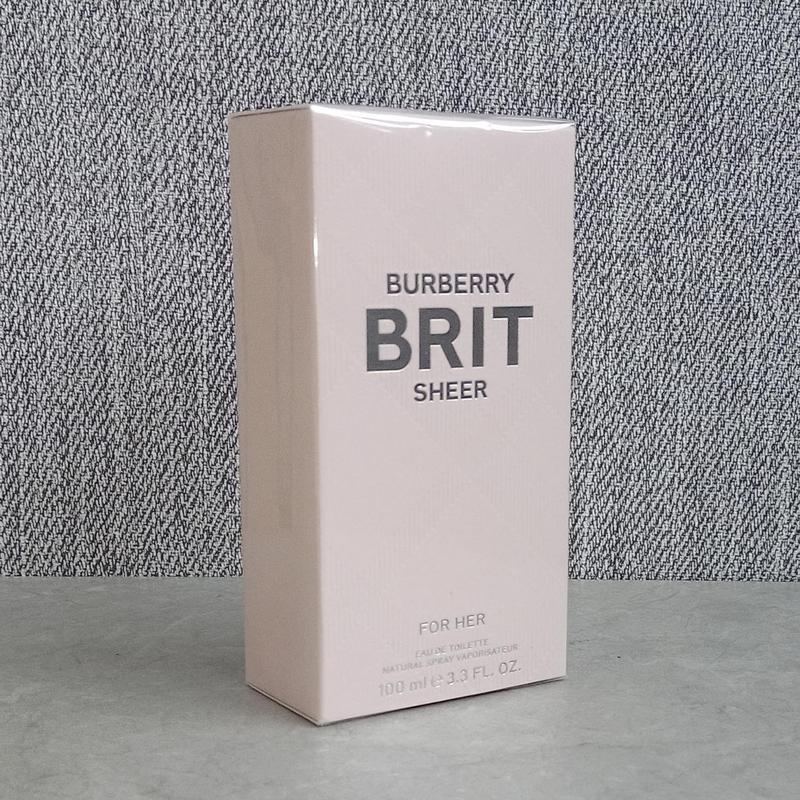 BURBERRY
BRIT
SHEER
FOR HER
EAU DE TOILETTE
NATURAL SPRAY VAPORISATEUR
100 ml ℮ 3.3 FL. OZ.